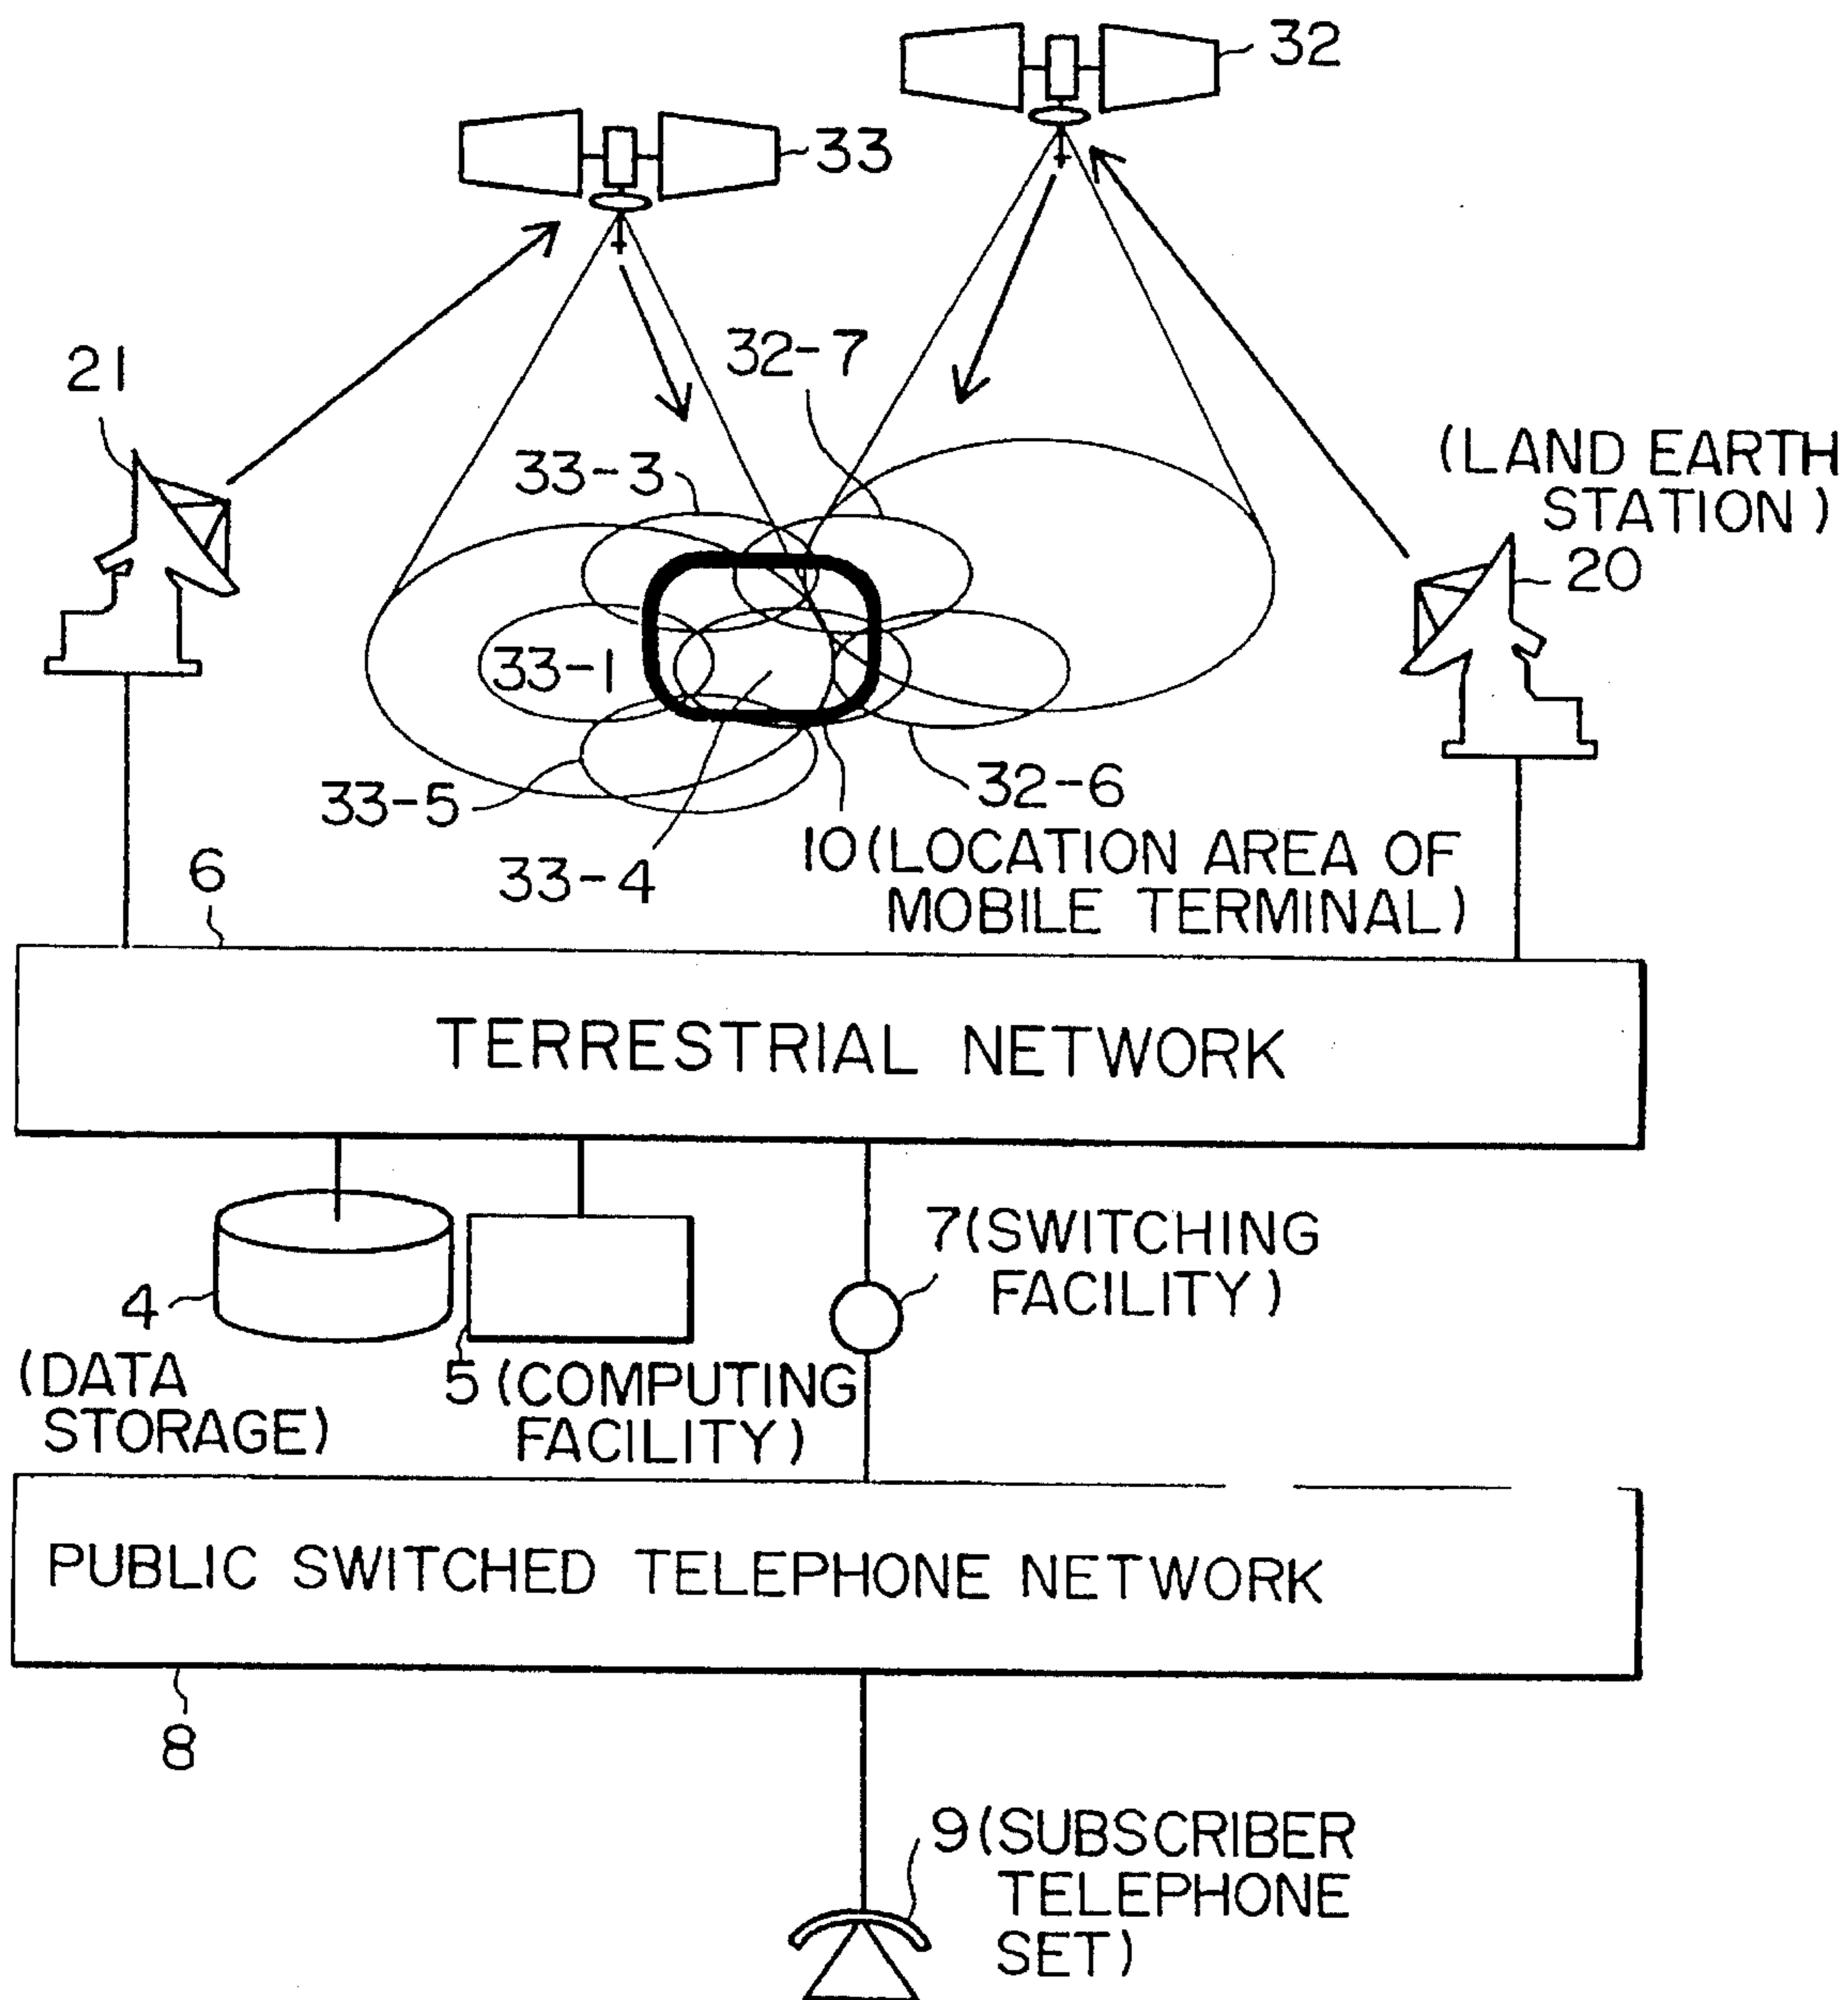 32
33
32-7
21
33-3
(LAND EARTH
STATION)
20
33-1
33-5
32-6
33-4
10(LOCATION AREA OF
MOBILE TERMINAL)
6
TERRESTRIAL NETWORK
7(SWITCHING
FACILITY)
4
(DATA
STORAGE)
5(COMPUTING
FACILITY)
PUBLIC SWITCHED TELEPHONE NETWORK
8
9(SUBSCRIBER
TELEPHONE
SET)